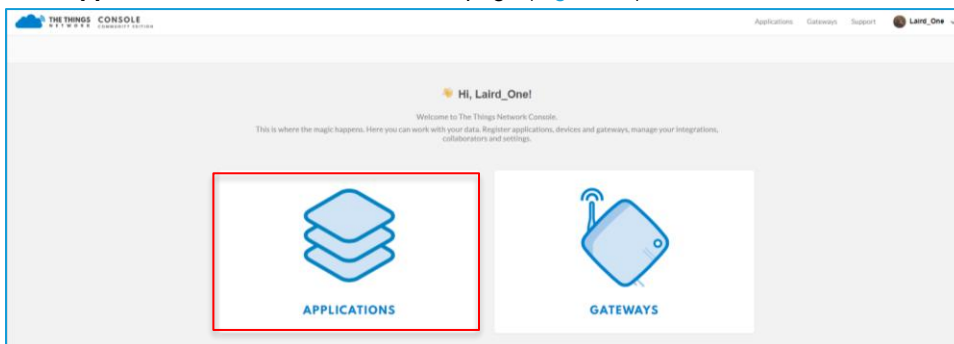 THE THINGS NETWORK CONSOLE COMMUNITY EDITION
Applications Gateways Support Laird_One
👋 Hi, Laird_One!
Welcome to The Things Network Console.
This is where the magic happens. Here you can work with your data. Register applications, devices and gateways, manage your integrations,
collaborators and settings.
APPLICATIONS
GATEWAYS